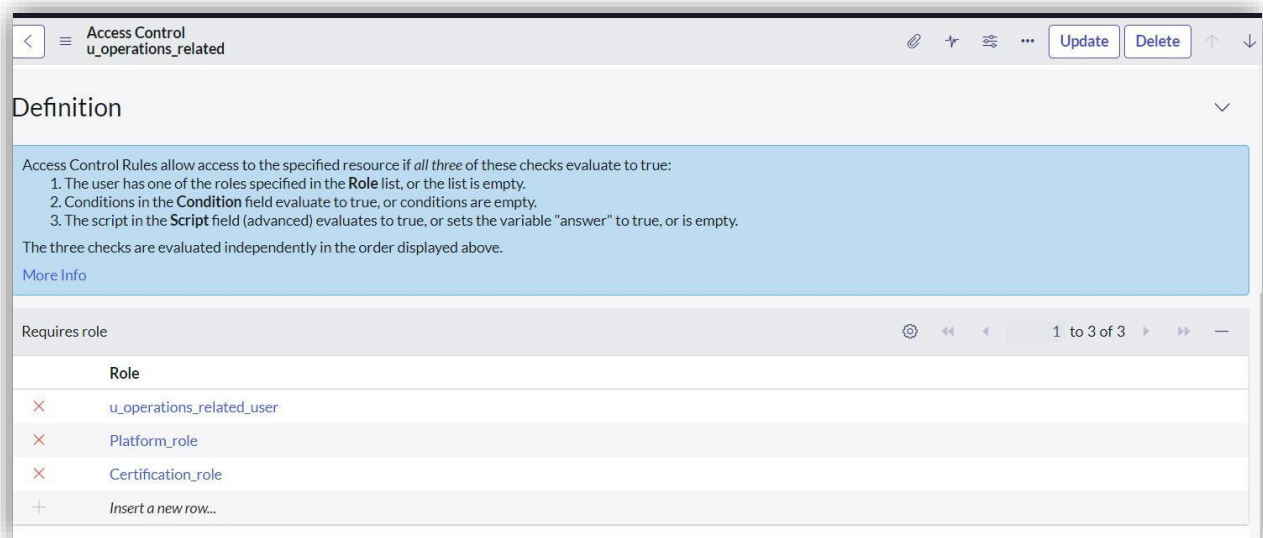 Access Control
u_operations_related
Update
Delete
Definition
Access Control Rules allow access to the specified resource if all three of these checks evaluate to true:
1. The user has one of the roles specified in the Role list, or the list is empty.
2. Conditions in the Condition field evaluate to true, or conditions are empty.
3. The script in the Script field (advanced) evaluates to true, or sets the variable "answer" to true, or is empty.
The three checks are evaluated independently in the order displayed above.
More Info
Requires role
1 to 3 of 3
Role
u_operations_related_user
Platform_role
Certification_role
Insert a new row...